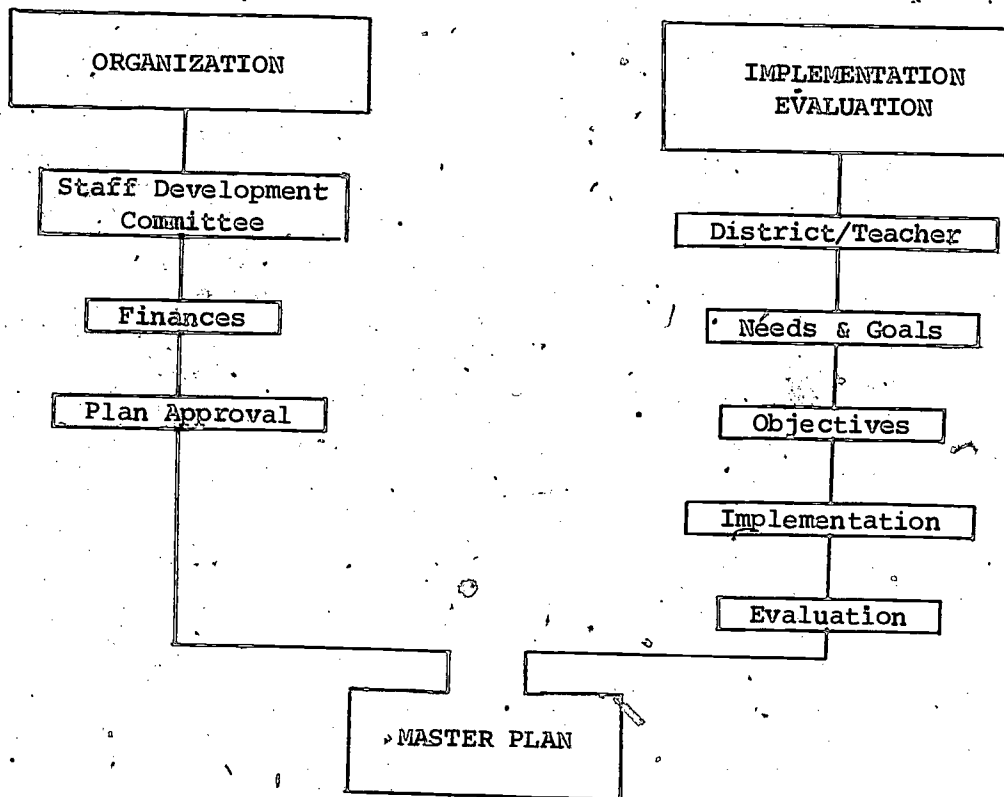 ORGANIZATION
Staff Development
Committee
Finances
Plan Approval
IMPLEMENTATION
EVALUATION
District/Teacher
Needs & Goals
Objectives
Implementation
Evaluation
MASTER PLAN